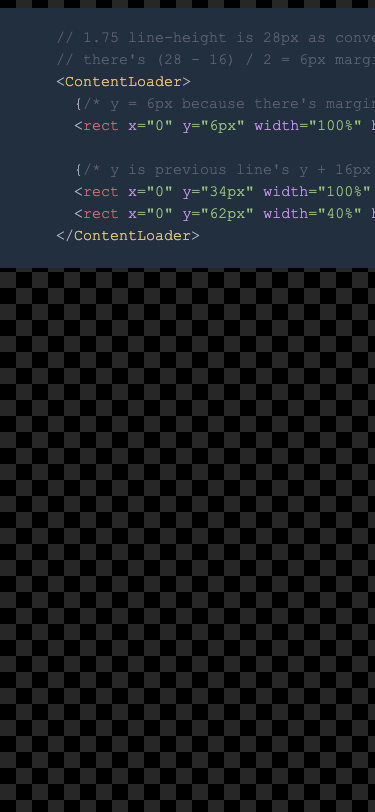 // 1.75 line-height is 28px as conve
// there's (28 - 16) / 2 = 6px margi
<ContentLoader>
{/* y = 6px because there's margin
<rect x="0" y="6px" width="100%" h
{/* y is previous line's y + 16px
<rect x="0" y="34px" width="100%"
<rect x="0" y="62px" width="40%" h
</ContentLoader>